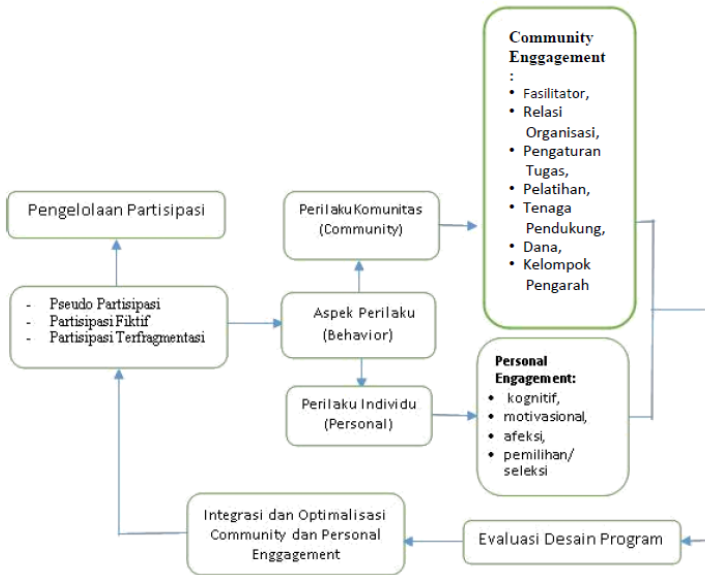 Community
Enggagement
:
• Fasilitator,
• Relasi
Organisasi,
• Pengaturan
Tugas,
• Pelatihan,
• Tenaga
Pendukung,
• Dana,
• Kelompok
Pengarah
Pengelolaan Partisipasi
PerilakuKomunitas
(Community)
- Pseudo Partisipasi
- Partisipasi Fiktif
- Partisipasi Terfragmentasi
Aspek Perilaku
(Behavior)
Perilaku Individu
(Personal)
Personal
Engagement:
• kognitif,
• motivasional,
• afeksi,
• pemilihan/
seleksi
Integrasi dan Optimalisasi
Community dan Personal
Enggagement
Evaluasi Desain Program